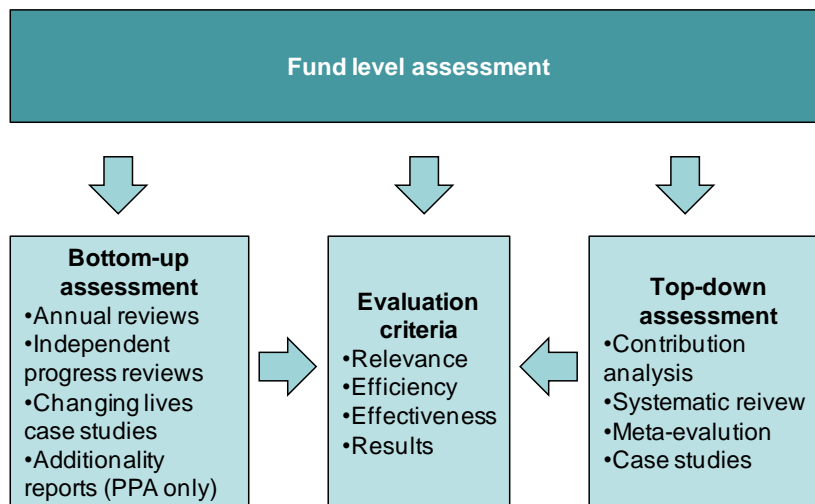 Fund level assessment
Bottom-up
assessment
•Annual reviews
•Independent
progress reviews
•Changing lives
case studies
•Additionality
reports (PPA only)
Evaluation
criteria
•Relevance
•Efficiency
•Effectiveness
•Results
Top-down
assessment
•Contribution
analysis
•Systematic reivew
•Meta-evalution
•Case studies